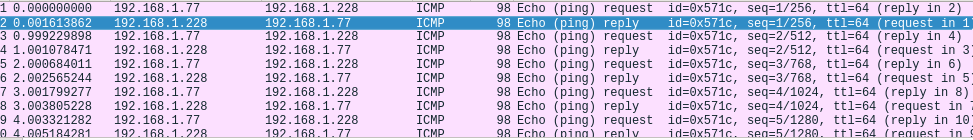 1 0.000000000 192.168.1.77 192.168.1.228 ICMP 98 Echo (ping) request id=0x571c, seq=1/256, ttl=64 (reply in 2)
2 0.001613862 192.168.1.228 192.168.1.77 ICMP 98 Echo (ping) reply id=0x571c, seq=1/256, ttl=64 (request in 1
3 0.999229898 192.168.1.77 192.168.1.228 ICMP 98 Echo (ping) request id=0x571c, seq=2/512, ttl=64 (reply in 4)
4 1.001078471 192.168.1.228 192.168.1.77 ICMP 98 Echo (ping) reply id=0x571c, seq=2/512, ttl=64 (request in 3
5 2.000684011 192.168.1.77 192.168.1.228 ICMP 98 Echo (ping) request id=0x571c, seq=3/768, ttl=64 (reply in 6)
6 2.002565244 192.168.1.228 192.168.1.77 ICMP 98 Echo (ping) reply id=0x571c, seq=3/768, ttl=64 (request in 5
7 3.001799277 192.168.1.77 192.168.1.228 ICMP 98 Echo (ping) request id=0x571c, seq=4/1024, ttl=64 (reply in 8)
8 3.003805228 192.168.1.228 192.168.1.77 ICMP 98 Echo (ping) reply id=0x571c, seq=4/1024, ttl=64 (request in 7
9 4.003321282 192.168.1.77 192.168.1.228 ICMP 98 Echo (ping) request id=0x571c, seq=5/1280, ttl=64 (reply in 10
0 4.005184281 192.168.1.228 192.168.1.77 ICMP 98 Echo (ping) reply id=0x571c, seq=5/1280, ttl=64 (request in